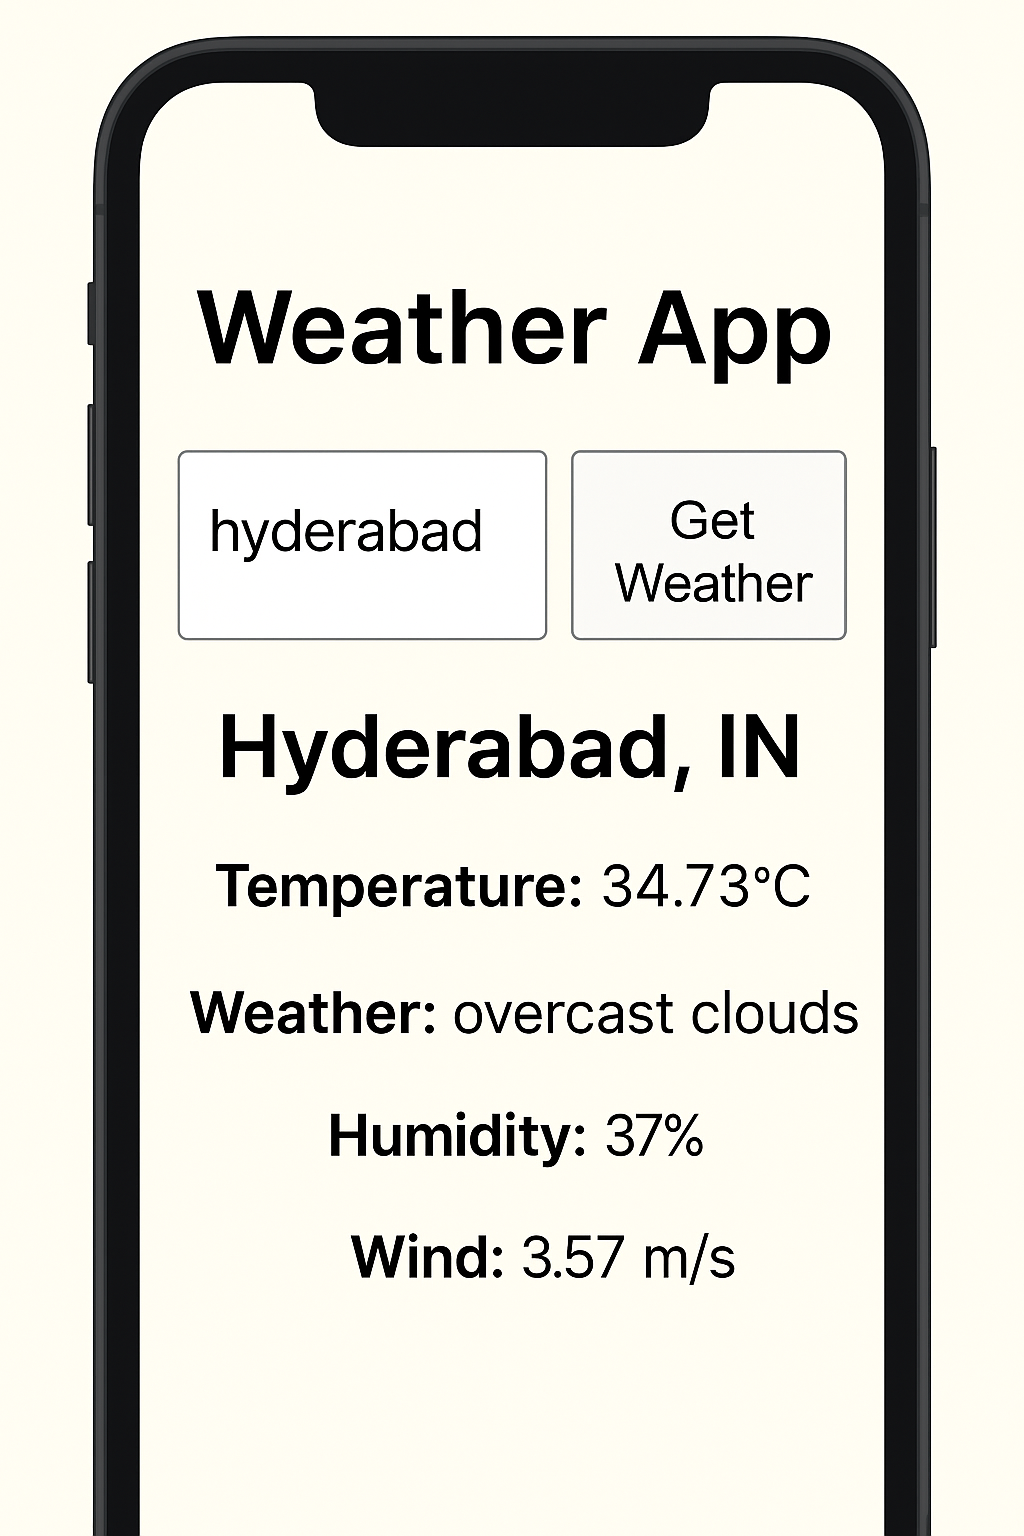 Weather App
hyderabad
Get
Weather
Hyderabad, IN
Temperature: 34.73°C
Weather: overcast clouds
Humidity: 37%
Wind: 3.57 m/s